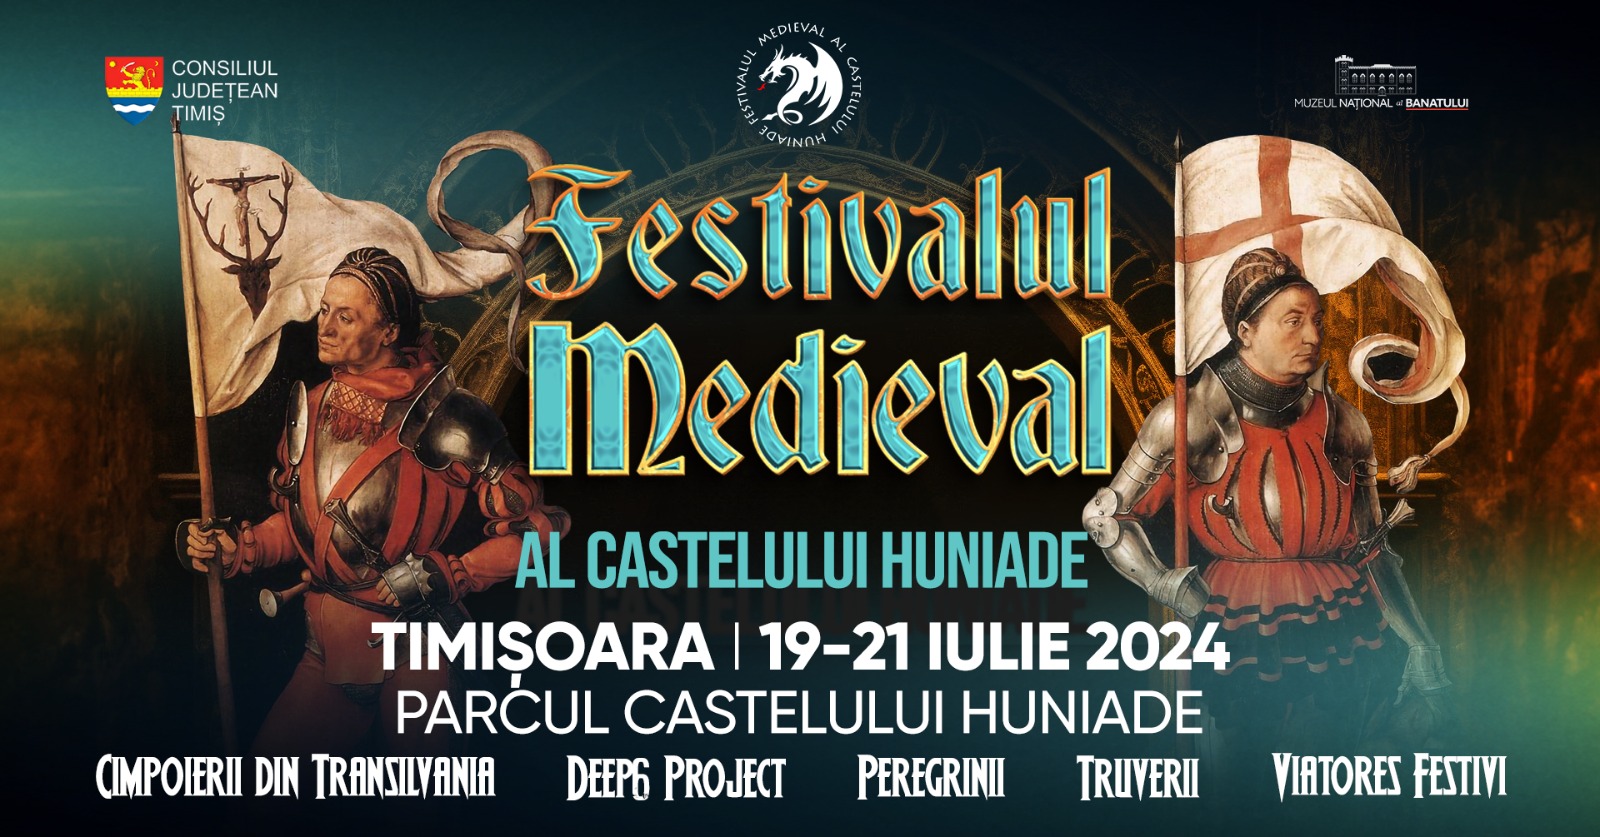 CONSILIUL
JUDEȚEAN
TIMIȘ
FESTIVALUL MEDIEVAL AL CASTELULUI HUNIADE
MUZEUL NAȚIONAL al BANATULUI
Festivalul
Medieval
AL CASTELULUI HUNIADE
TIMIȘOARA | 19-21 IULIE 2024
PARCUL CASTELULUI HUNIADE
CIMPOIERII DIN TRANSILVANIA DEEP6 PROJECT PEREGRINII TRUVERII VIATORES FESTIVI